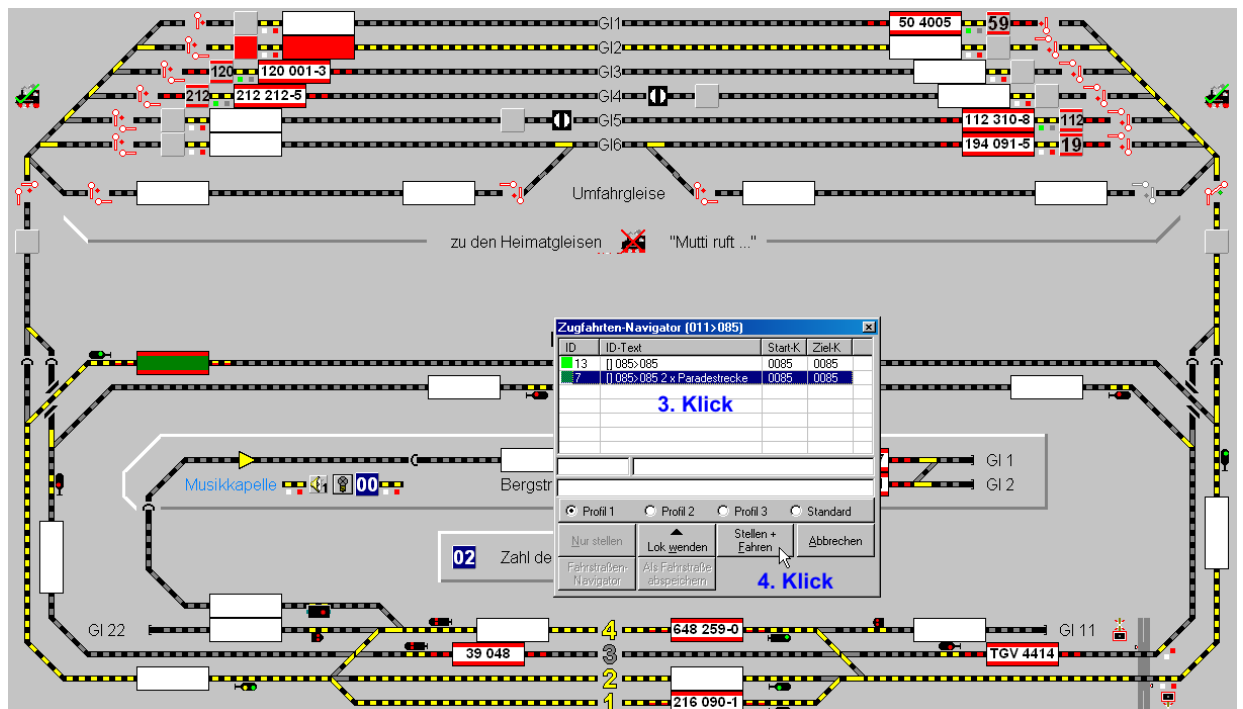 Gl1 50 4005 59
Gl2
120 120 001-3 Gl3
212 212 212-5 Gl4
Gl5 112 310-8 112
Gl6 194 091-5 19
Umfahrgleise
zu den Heimatgleisen "Mutti ruft ..."
Zugfahrten-Navigator (011>085)
ID ID-Text Start-K Ziel-K
13 [] 085>085 0085 0085
7 [] 085>085 2 x Paradestrecke 0085 0085
3. Klick
Gl 1
Musikkapelle 1 00 Bergstr Gl 2
Profil 1 Profil 2 Profil 3 Standard
Nur stellen Lok wenden Stellen + Fahren Abbrechen
02 Zahl de
Fahrstraßen-Navigator Als Fahrstraße abspeichern 4. Klick
Gl 22 4 648 259-0 Gl 11
39 048 3 TGV 4414
2
1 216 090-1